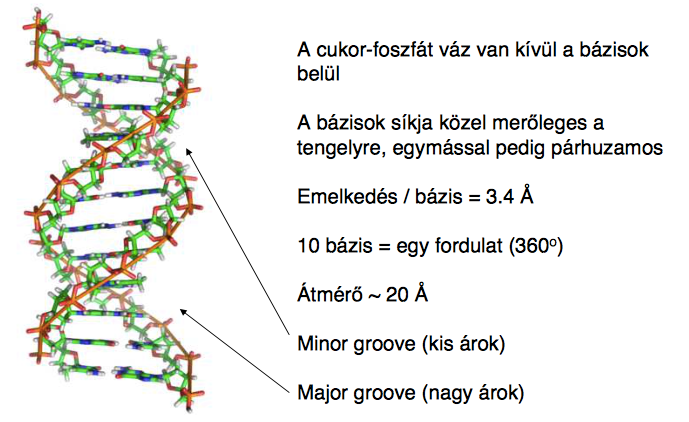 A cukor-foszfát váz van kívül a bázisok
belül
A bázisok síkja közel merőleges a
tengelyre, egymással pedig párhuzamos
Emelkedés / bázis = 3.4 Å
10 bázis = egy fordulat (360º)
Átmérő ~ 20 Å
Minor groove (kis árok)
Major groove (nagy árok)